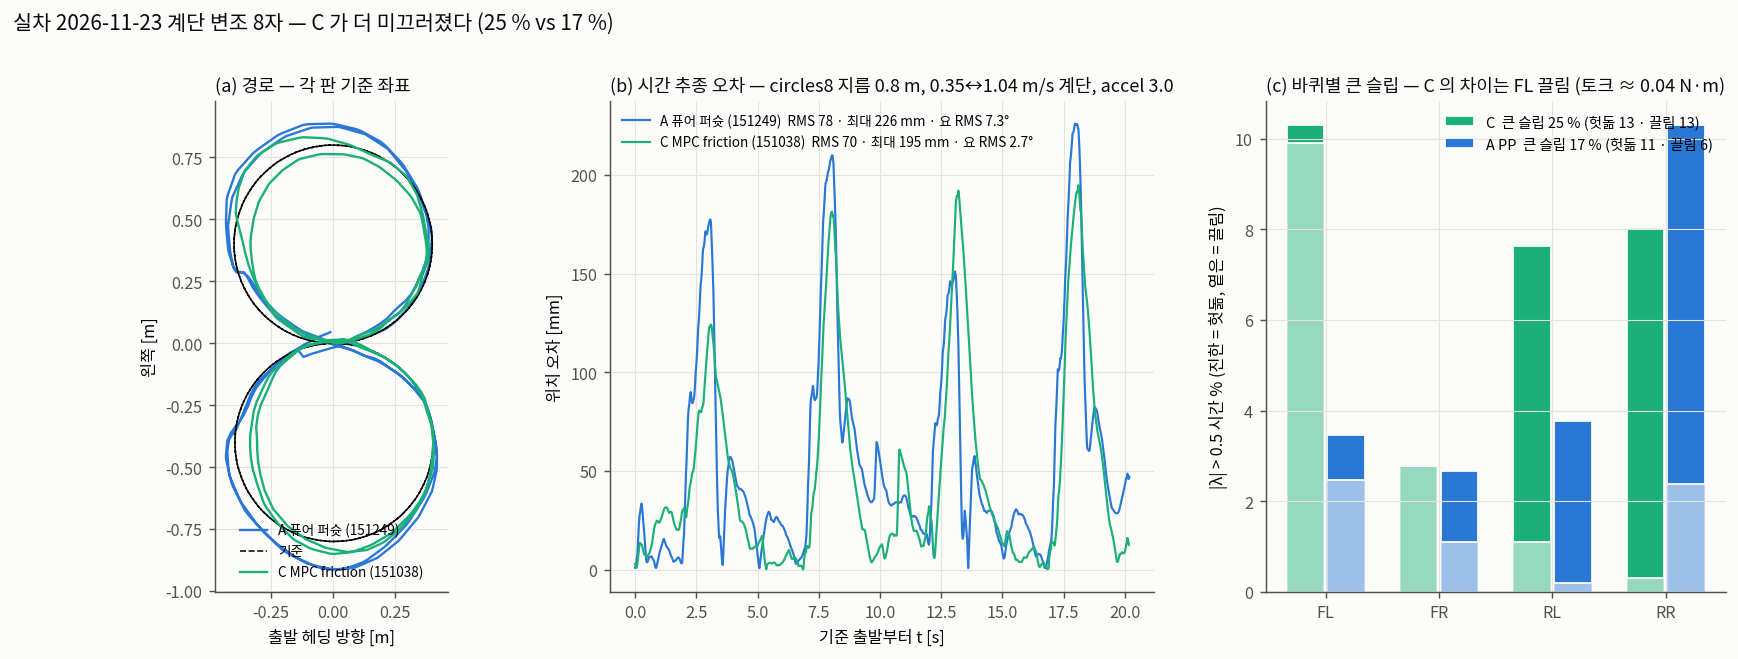 실차 2026-11-23 계단 변조 8자 — C 가 더 미끄러졌다 (25 % vs 17 %)
(a) 경로 — 각 판 기준 좌표
왼쪽 [m]
0.75
0.50
0.25
0.00
-0.25
-0.50
-0.75
-1.00
-0.25
0.00
0.25
출발 헤딩 방향 [m]
A 퓨어 퍼슛 (151249)
기준
C MPC friction (151038)
(b) 시간 추종 오차 — circles8 지름 0.8 m, 0.35↔1.04 m/s 계단, accel 3.0
A 퓨어 퍼슛 (151249)  RMS 78 · 최대 226 mm · 요 RMS 7.3°
C MPC friction (151038)  RMS 70 · 최대 195 mm · 요 RMS 2.7°
위치 오차 [mm]
200
150
100
50
0
0.0
2.5
5.0
7.5
10.0
12.5
15.0
17.5
20.0
기준 출발부터 t [s]
(c) 바퀴별 큰 슬립 — C 의 차이는 FL 끌림 (토크 ≈ 0.04 N·m)
C  큰 슬립 25 % (헛돎 13 · 끌림 13)
A PP  큰 슬립 17 % (헛돎 11 · 끌림 6)
|λ| > 0.5 시간 % (진한 = 헛돎, 옅은 = 끌림)
10
8
6
4
2
0
FL
FR
RL
RR